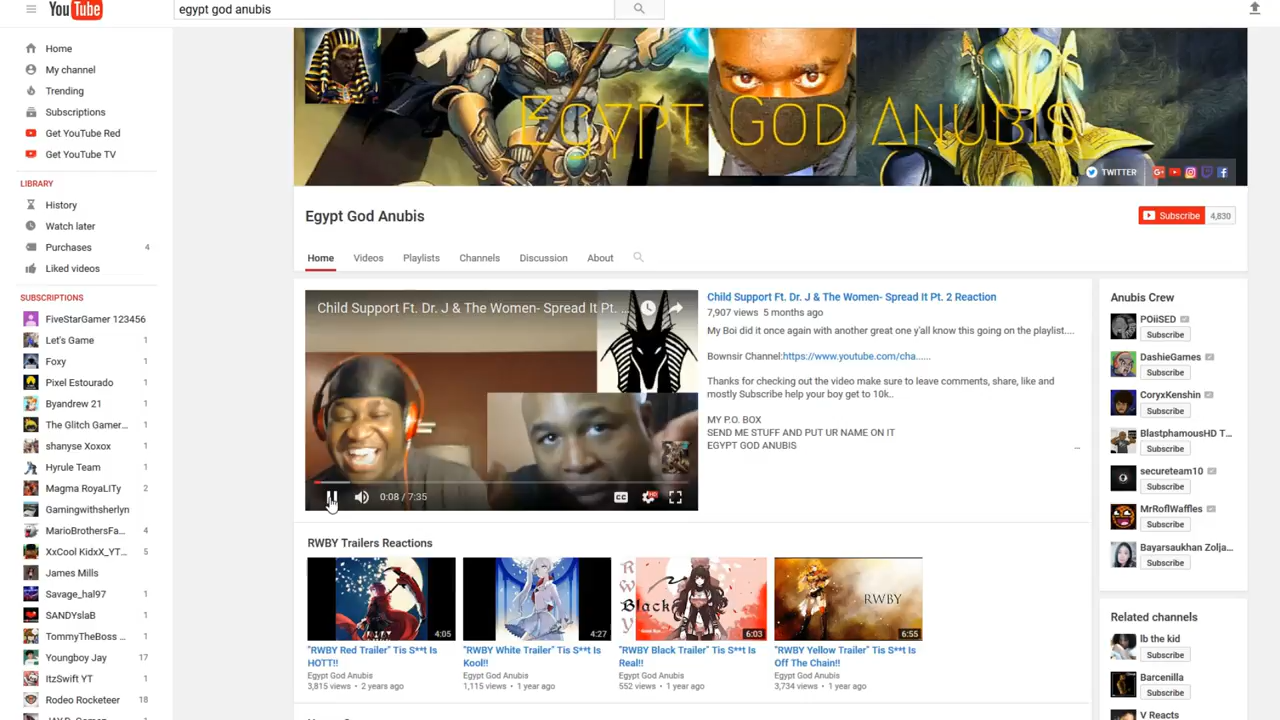 YouTube
egypt god anubis
Home
My channel
Trending
Subscriptions
Get YouTube Red
Get YouTube TV
LIBRARY
History
Watch later
Purchases 4
Liked videos
SUBSCRIPTIONS
FiveStarGamer 123456
Let's Game 1
Foxy 1
Pixel Estourado 1
Byandrew 21 1
The Glitch Gamer... 1
shanyse Xoxox 1
Hyrule Team 1
Magma RoyaLITy 2
Gamingwithsherlyn
MarioBrothersFa... 4
XxCool KidxX_YT... 5
James Mills
Savage_hal97 1
SANDYslaB 1
TommyTheBoss ... 1
Youngboy Jay 17
ItzSwift YT 1
Rodeo Rocketeer 18
EGYPT GOD ANUBIS
TWITTER
Egypt God Anubis
Subscribe 4,830
Home Videos Playlists Channels Discussion About
Child Support Ft. Dr. J & The Women- Spread It Pt. ...
0:08 / 7:35
CC
HD
Child Support Ft. Dr. J & The Women- Spread It Pt. 2 Reaction
7,907 views 5 months ago
My Boi did it once again with another great one y'all know this going on the playlist....
Bownsir Channel:https://www.youtube.com/cha......
Thanks for checking out the video make sure to leave comments, share, like and
mostly Subscribe help your boy get to 10k..
MY P.O. BOX
SEND ME STUFF AND PUT UR NAME ON IT
EGYPT GOD ANUBIS
...
RWBY Trailers Reactions
4:05
"RWBY Red Trailer" Tis S**t Is
HOTT!!
Egypt God Anubis
3,815 views • 2 years ago
4:27
"RWBY White Trailer" Tis S**t Is
Kool!!
Egypt God Anubis
1,115 views • 1 year ago
RWBY
Black
6:03
"RWBY Black Trailer" Tis S**t Is
Real!!
Egypt God Anubis
552 views • 1 year ago
RWBY
6:55
"RWBY Yellow Trailer" Tis S**t Is
Off The Chain!!
Egypt God Anubis
3,734 views • 1 year ago
Anubis Crew
POiiSED
Subscribe
DashieGames
Subscribe
CoryxKenshin
Subscribe
BlastphamousHD T...
Subscribe
secureteam10
Subscribe
MrRoflWaffles
Subscribe
Bayarsaukhan Zolja...
Subscribe
Related channels
lb the kid
Subscribe
Barcenilla
Subscribe
V Reacts